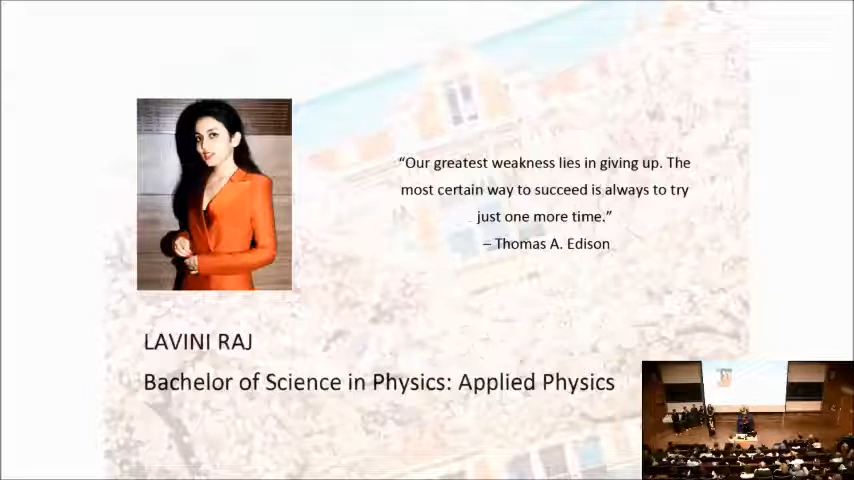 “Our greatest weakness lies in giving up. The
most certain way to succeed is always to try
just one more time.”
– Thomas A. Edison
LAVINI RAJ
Bachelor of Science in Physics: Applied Physics